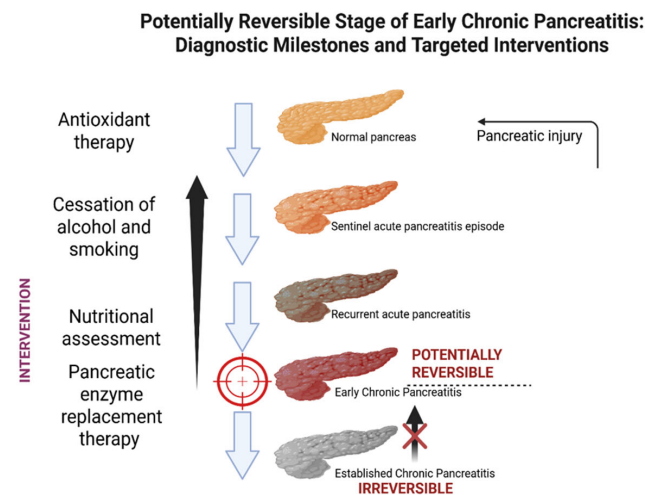 Potentially Reversible Stage of Early Chronic Pancreatitis:
Diagnostic Milestones and Targeted Interventions
Antioxidant
therapy
Normal pancreas
Pancreatic injury
Cessation of
alcohol and
smoking
Sentinel acute pancreatitis episode
INTERVENTION
Nutritional
assessment
Recurrent acute pancreatitis
Pancreatic
enzyme
replacement
therapy
POTENTIALLY
REVERSIBLE
Early Chronic Pancreatitis
Established Chronic Pancreatitis
IRREVERSIBLE